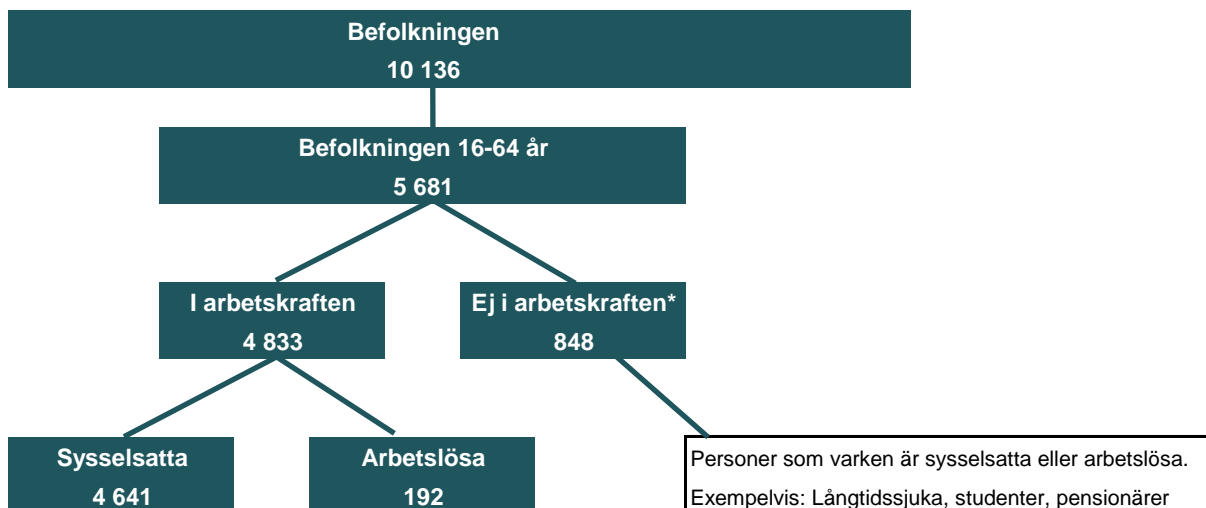 Befolkningen
10 136
Befolkningen 16-64 år
5 681
I arbetskraften
4 833
Ej i arbetskraften*
848
Sysselsatta
4 641
Arbetslösa
192
Personer som varken är sysselsatta eller arbetslösa.
Exempelvis: Långtidssjuka, studenter, pensionärer